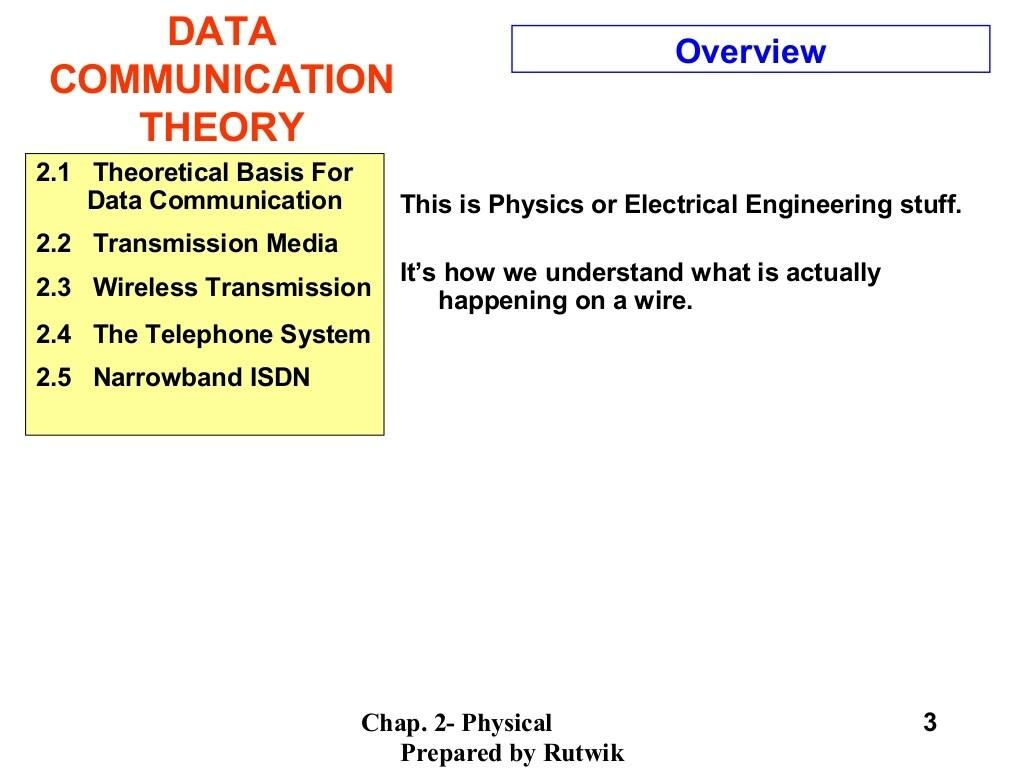 DATA
COMMUNICATION
THEORY
Overview
2.1 Theoretical Basis For
Data Communication
2.2 Transmission Media
2.3 Wireless Transmission
2.4 The Telephone System
2.5 Narrowband ISDN
This is Physics or Electrical Engineering stuff.
It’s how we understand what is actually
happening on a wire.
Chap. 2- Physical
Prepared by Rutwik
3